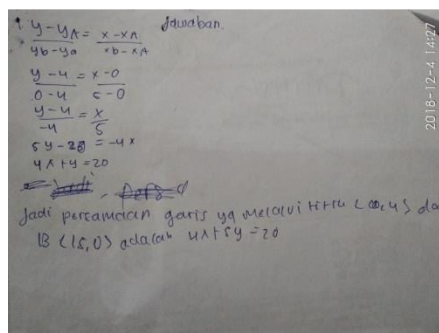 Jawaban.
y-yA = x-xA
yb-ya xb-xA
y-4 = x-0
0-4 5-0
y-4 = x
-4 5
5y-20 = -4x
4x+y=20
Jadi persamaan garis yg melalui titik (0,4) da
B (5,0) adalah 4x+5y=20
2018-12-4 14:27